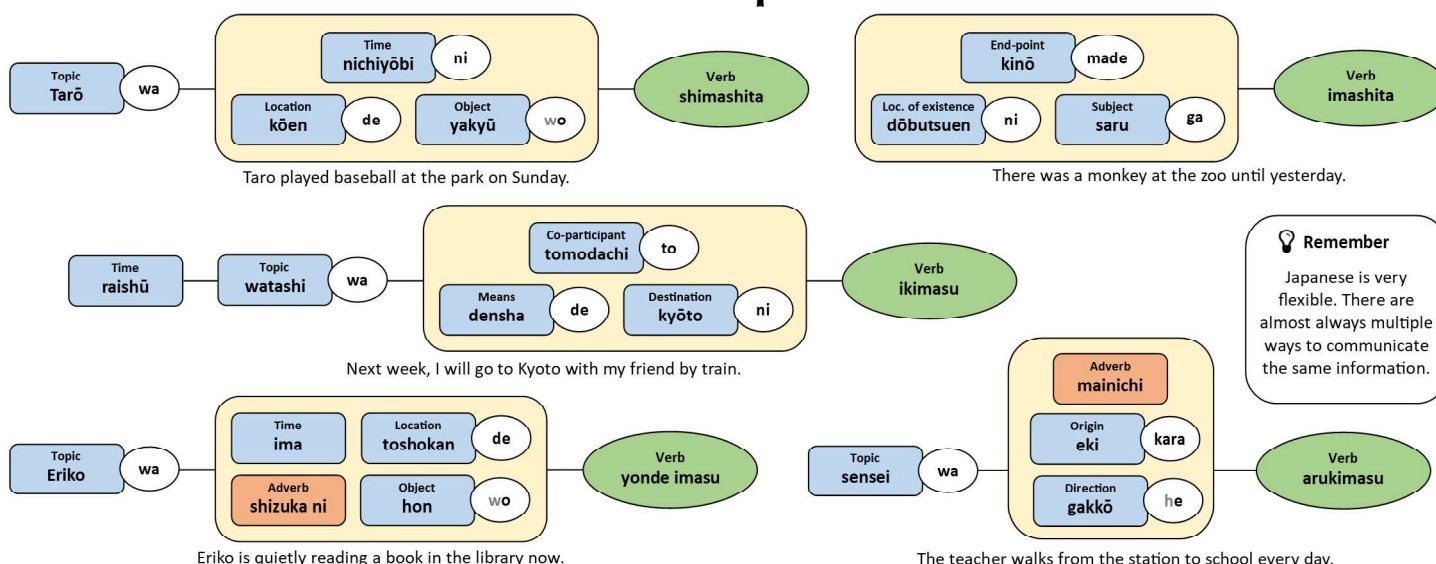 Topic
Tarō
wa
Time
nichiyōbi
ni
Location
kōen
de
Object
yakyū
wo
Verb
shimashita
Taro played baseball at the park on Sunday.
End-point
kinō
made
Loc. of existence
dōbutsuen
ni
Subject
saru
ga
Verb
imashita
There was a monkey at the zoo until yesterday.
Time
raishū
Topic
watashi
wa
Co-participant
tomodachi
to
Means
densha
de
Destination
kyōto
ni
Verb
ikimasu
Next week, I will go to Kyoto with my friend by train.
Remember
Japanese is very
flexible. There are
almost always multiple
ways to communicate
the same information.
Topic
Eriko
wa
Time
ima
Location
toshokan
de
Adverb
shizuka ni
Object
hon
wo
Verb
yonde imasu
Eriko is quietly reading a book in the library now.
Topic
sensei
wa
Adverb
mainichi
Origin
eki
kara
Direction
gakkō
he
Verb
arukimasu
The teacher walks from the station to school every day.